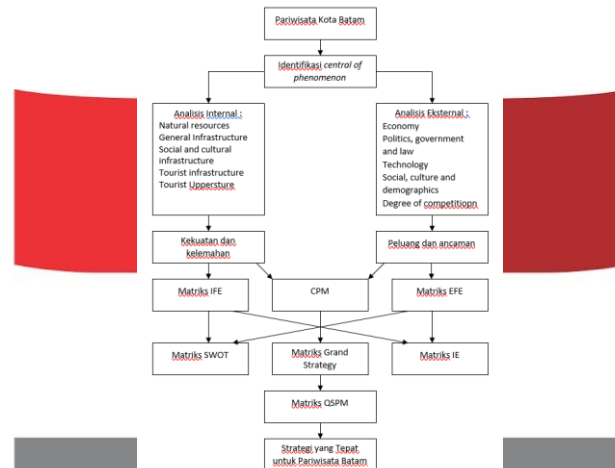 Pariwisata Kota Batam
Identifikasi central of
phenomenon
Analisis Internal :
Natural resources
General Infrastructure
Social and cultural
infrastructure
Tourist infrastructure
Tourist Uppersture
Analisis Eksternal :
Economy
Politics, government
and law
Technology
Social, culture and
demographics
Degree of competitiopn
Kekuatan dan
kelemahan
Peluang dan ancaman
Matriks IFE
CPM
Matriks EFE
Matriks SWOT
Matriks Grand
Strategy
Matriks IE
Matriks QSPM
Strategi yang Tepat
untuk Pariwisata Batam